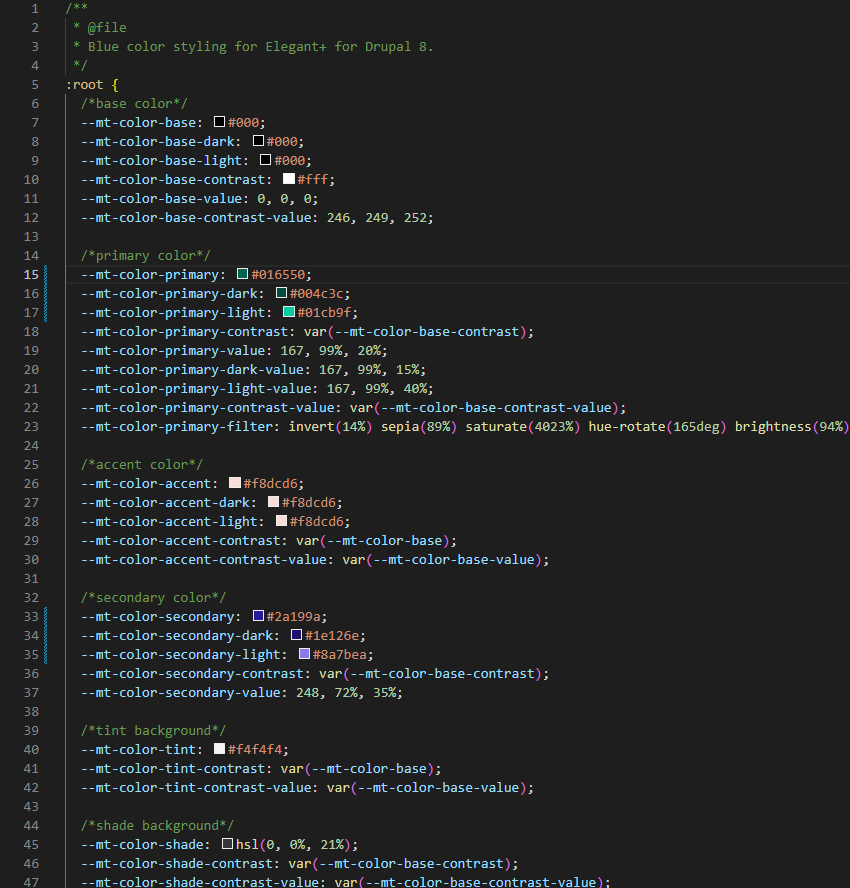 1 /**
2  * @file
3  * Blue color styling for Elegant+ for Drupal 8.
4  */
5 :root {
6   /*base color*/
7   --mt-color-base: #000;
8   --mt-color-base-dark: #000;
9   --mt-color-base-light: #000;
10   --mt-color-base-contrast: #fff;
11   --mt-color-base-value: 0, 0, 0;
12   --mt-color-base-contrast-value: 246, 249, 252;
13
14   /*primary color*/
15   --mt-color-primary: #016550;
16   --mt-color-primary-dark: #004c3c;
17   --mt-color-primary-light: #01cb9f;
18   --mt-color-primary-contrast: var(--mt-color-base-contrast);
19   --mt-color-primary-value: 167, 99%, 20%;
20   --mt-color-primary-dark-value: 167, 99%, 15%;
21   --mt-color-primary-light-value: 167, 99%, 40%;
22   --mt-color-primary-contrast-value: var(--mt-color-base-contrast-value);
23   --mt-color-primary-filter: invert(14%) sepia(89%) saturate(4023%) hue-rotate(165deg) brightness(94%)
24
25   /*accent color*/
26   --mt-color-accent: #f8dcd6;
27   --mt-color-accent-dark: #f8dcd6;
28   --mt-color-accent-light: #f8dcd6;
29   --mt-color-accent-contrast: var(--mt-color-base);
30   --mt-color-accent-contrast-value: var(--mt-color-base-value);
31
32   /*secondary color*/
33   --mt-color-secondary: #2a199a;
34   --mt-color-secondary-dark: #1e126e;
35   --mt-color-secondary-light: #8a7bea;
36   --mt-color-secondary-contrast: var(--mt-color-base-contrast);
37   --mt-color-secondary-value: 248, 72%, 35%;
38
39   /*tint background*/
40   --mt-color-tint: #f4f4f4;
41   --mt-color-tint-contrast: var(--mt-color-base);
42   --mt-color-tint-contrast-value: var(--mt-color-base-value);
43
44   /*shade background*/
45   --mt-color-shade: hsl(0, 0%, 21%);
46   --mt-color-shade-contrast: var(--mt-color-base-contrast);
47   --mt-color-shade-contrast-value: var(--mt-color-base-contrast-value);